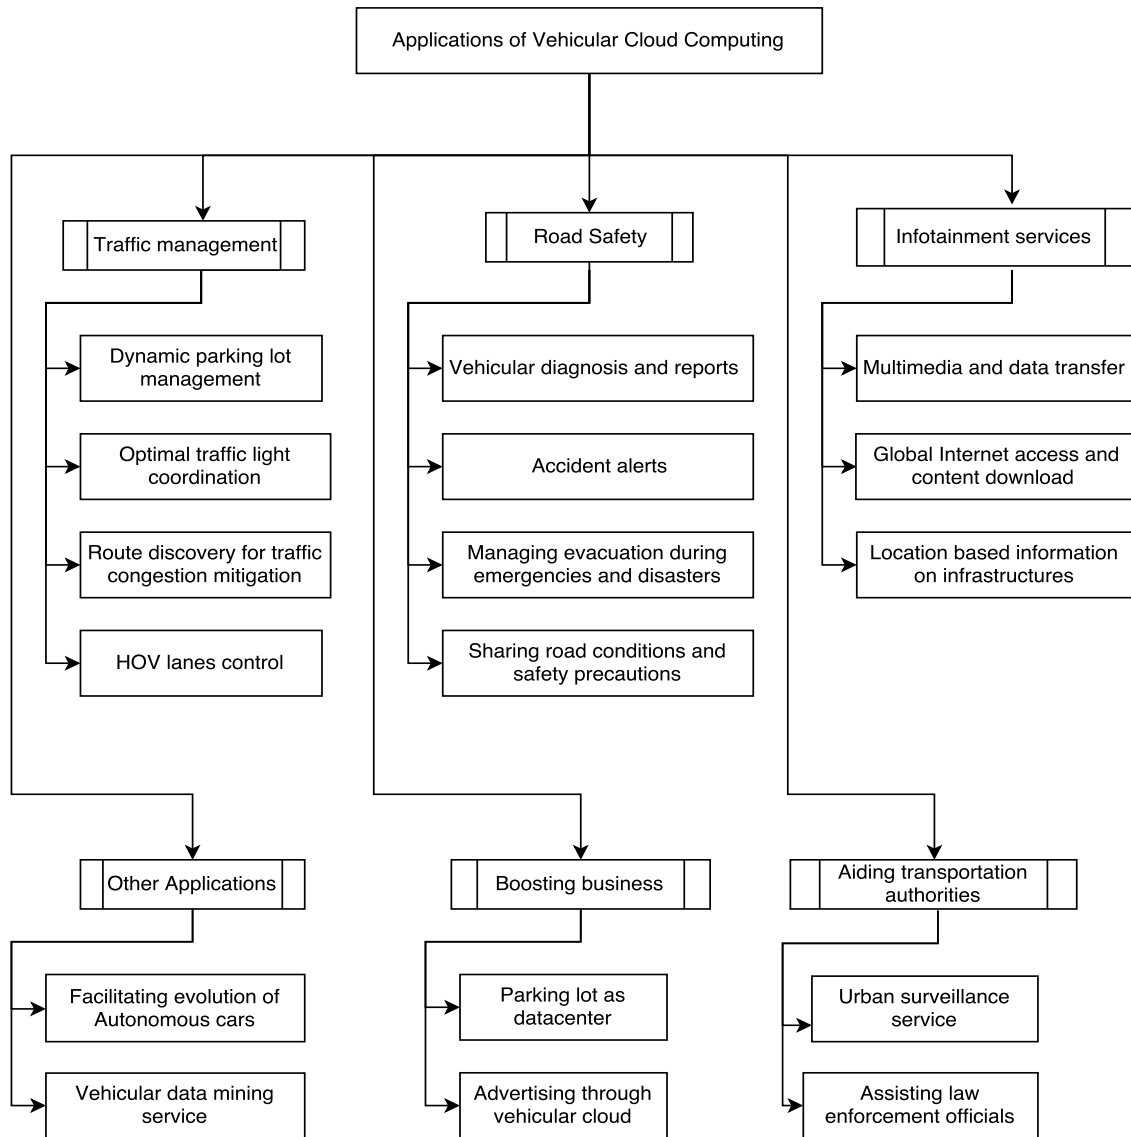 Applications of Vehicular Cloud Computing
Traffic management
Dynamic parking lot
management
Optimal traffic light
coordination
Route discovery for traffic
congestion mitigation
HOV lanes control
Road Safety
Vehicular diagnosis and reports
Accident alerts
Managing evacuation during
emergencies and disasters
Sharing road conditions and
safety precautions
Infotainment services
Multimedia and data transfer
Global Internet access and
content download
Location based information
on infrastructures
Other Applications
Facilitating evolution of
Autonomous cars
Vehicular data mining
service
Boosting business
Parking lot as
datacenter
Advertising through
vehicular cloud
Aiding transportation
authorities
Urban surveillance
service
Assisting law
enforcement officials